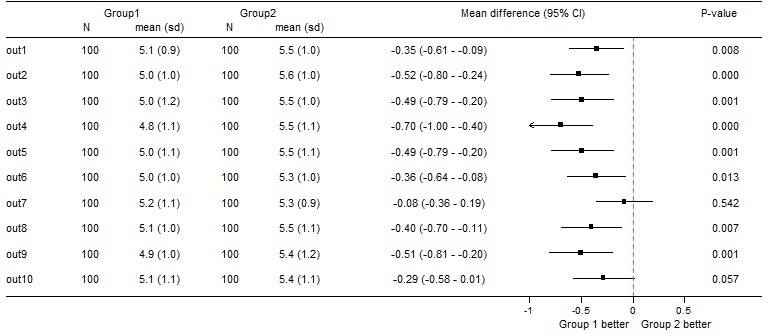 Group1 Group2 Mean difference (95% CI) P-value
N mean (sd) N mean (sd)
out1 100 5.1 (0.9) 100 5.5 (1.0) -0.35 (-0.61 - -0.09) 0.008
out2 100 5.0 (1.0) 100 5.6 (1.0) -0.52 (-0.80 - -0.24) 0.000
out3 100 5.0 (1.2) 100 5.5 (1.0) -0.49 (-0.79 - -0.20) 0.001
out4 100 4.8 (1.1) 100 5.5 (1.1) -0.70 (-1.00 - -0.40) 0.000
out5 100 5.0 (1.1) 100 5.5 (1.1) -0.49 (-0.79 - -0.20) 0.001
out6 100 5.0 (1.0) 100 5.3 (1.0) -0.36 (-0.64 - -0.08) 0.013
out7 100 5.2 (1.1) 100 5.3 (0.9) -0.08 (-0.36 - 0.19) 0.542
out8 100 5.1 (1.0) 100 5.5 (1.1) -0.40 (-0.70 - -0.11) 0.007
out9 100 4.9 (1.0) 100 5.4 (1.2) -0.51 (-0.81 - -0.20) 0.001
out10 100 5.1 (1.1) 100 5.4 (1.1) -0.29 (-0.58 - 0.01) 0.057
-1 -0.5 0 0.5
Group 1 better Group 2 better